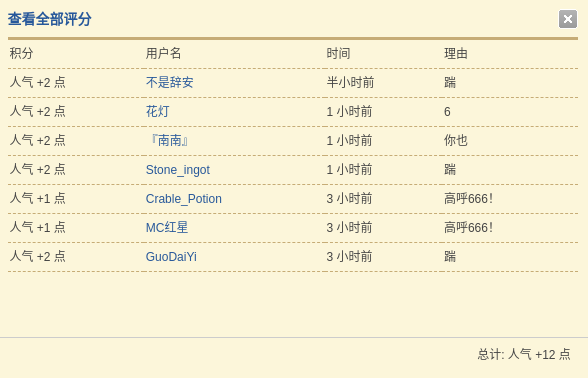 查看全部评分
积分 用户名 时间 理由
人气 +2 点 不是辞安 半小时前 踹
人气 +2 点 花灯 1 小时前 6
人气 +2 点 『南南』 1 小时前 你也
人气 +2 点 Stone_ingot 1 小时前 踹
人气 +1 点 Crable_Potion 3 小时前 高呼666！
人气 +1 点 MC红星 3 小时前 高呼666！
人气 +2 点 GuoDaiYi 3 小时前 踹
总计: 人气 +12 点